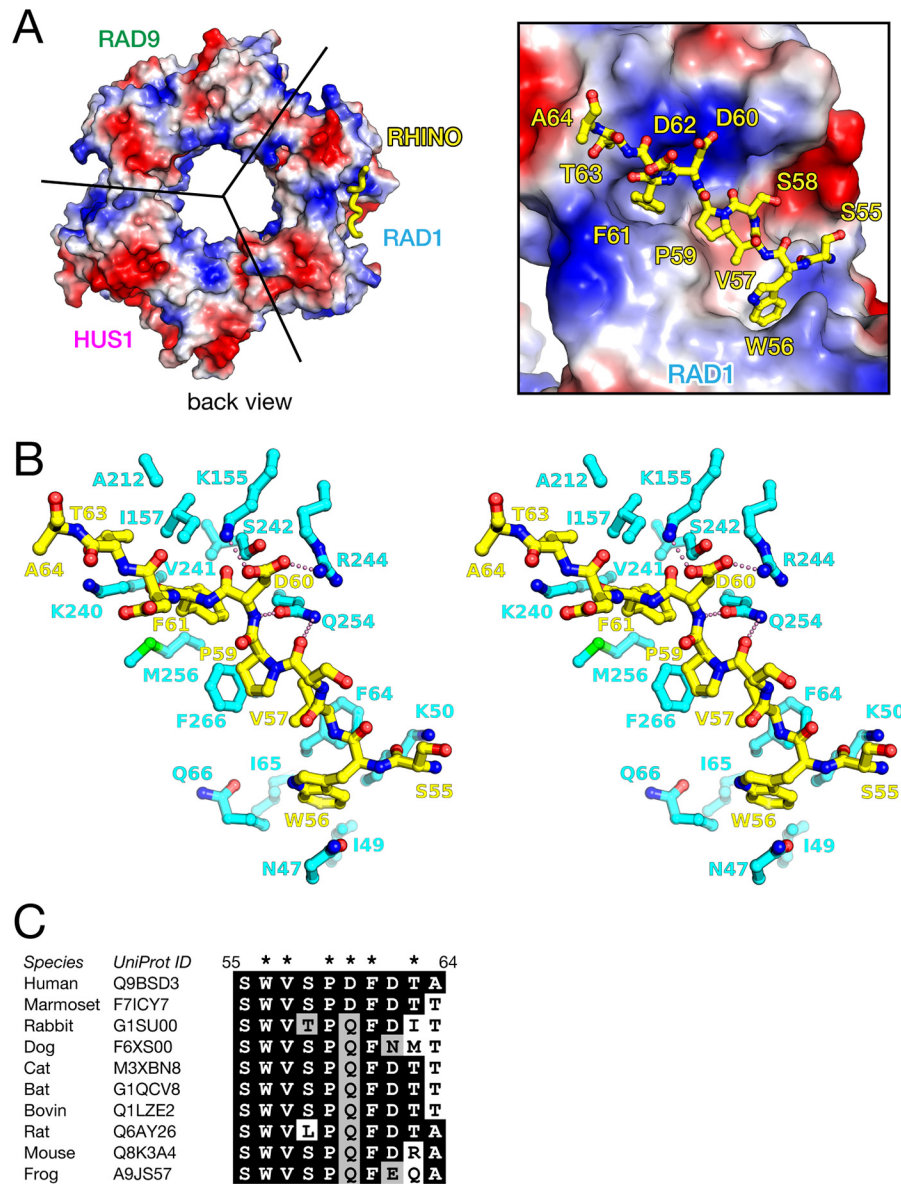 A
RAD9
RHINO
RAD1
HUS1
back view
A64
D62
D60
T63
S58
S55
F61
P59
V57
W56
RAD1
B
A212
K155
T63
I157
S242
R244
A64
V241
D60
K240
F61
Q254
M256
P59
F64
F266
V57
K50
Q66
I65
S55
W56
I49
N47
A212
K155
T63
I157
S242
R244
A64
V241
D60
K240
F61
Q254
M256
P59
F64
F266
V57
K50
Q66
I65
S55
W56
I49
N47
C
Species UniProt ID 55 * * * * * * 64
Human Q9BSD3 S W V S P D F D T A
Marmoset F7ICY7 S W V S P D F D T T
Rabbit G1SU00 S W V T P Q F D I T
Dog F6XS00 S W V S P Q F N M T
Cat M3XBN8 S W V S P Q F D T T
Bat G1QCV8 S W V S P Q F D T T
Bovin Q1LZE2 S W V S P Q F D T T
Rat Q6AY26 S W V L P Q F D T A
Mouse Q8K3A4 S W V S P Q F D R A
Frog A9JS57 S W V S P Q F E Q A